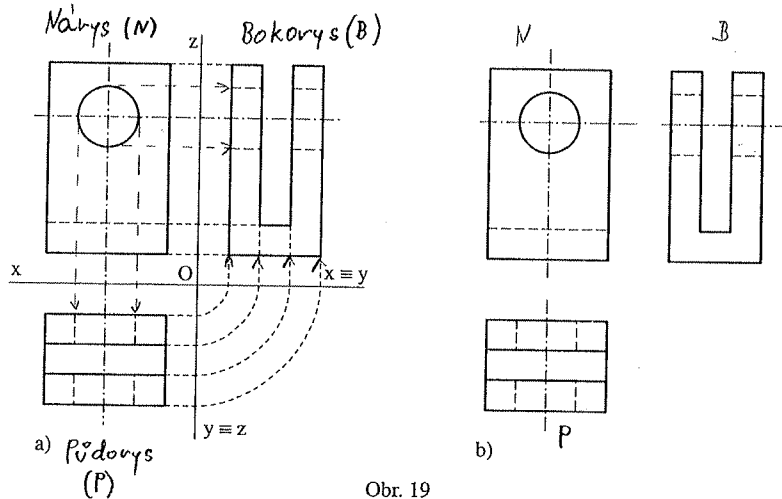 Nárys (N)
z
Bokorys (B)
N
B
x
O
x ≡ y
y ≡ z
a)
Půdorys
(P)
b)
P
Obr. 19